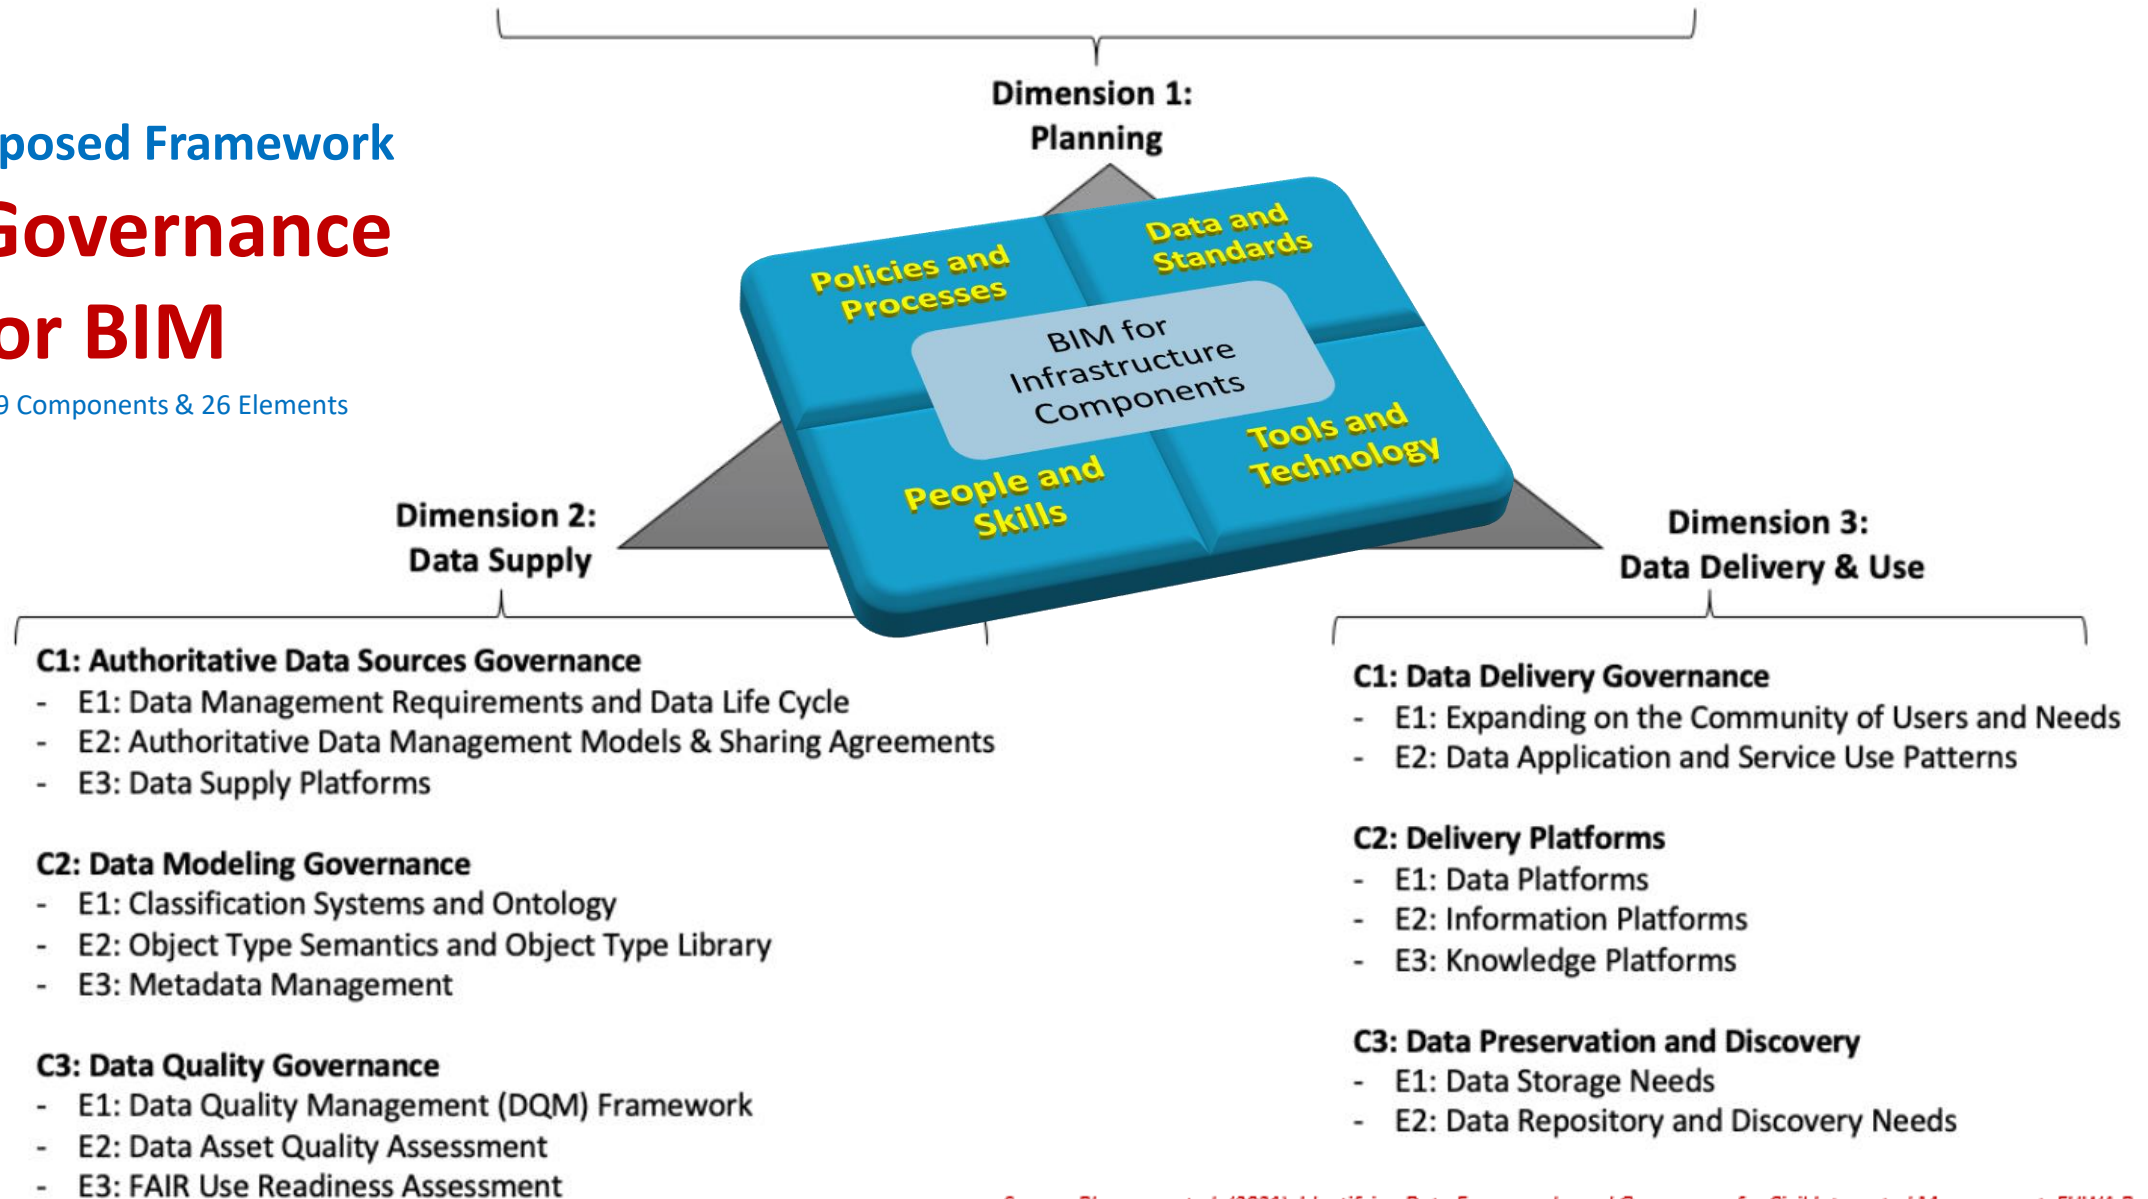 Dimension 1:
Planning
posed Framework
Governance
or BIM
9 Components & 26 Elements
Policies and
Processes
Data and
Standards
BIM for
Infrastructure
Components
People and
Skills
Tools and
Technology
Dimension 2:
Data Supply
Dimension 3:
Data Delivery & Use
C1: Authoritative Data Sources Governance
- E1: Data Management Requirements and Data Life Cycle
- E2: Authoritative Data Management Models & Sharing Agreements
- E3: Data Supply Platforms
C2: Data Modeling Governance
- E1: Classification Systems and Ontology
- E2: Object Type Semantics and Object Type Library
- E3: Metadata Management
C3: Data Quality Governance
- E1: Data Quality Management (DQM) Framework
- E2: Data Asset Quality Assessment
- E3: FAIR Use Readiness Assessment
C1: Data Delivery Governance
- E1: Expanding on the Community of Users and Needs
- E2: Data Application and Service Use Patterns
C2: Delivery Platforms
- E1: Data Platforms
- E2: Information Platforms
- E3: Knowledge Platforms
C3: Data Preservation and Discovery
- E1: Data Storage Needs
- E2: Data Repository and Discovery Needs